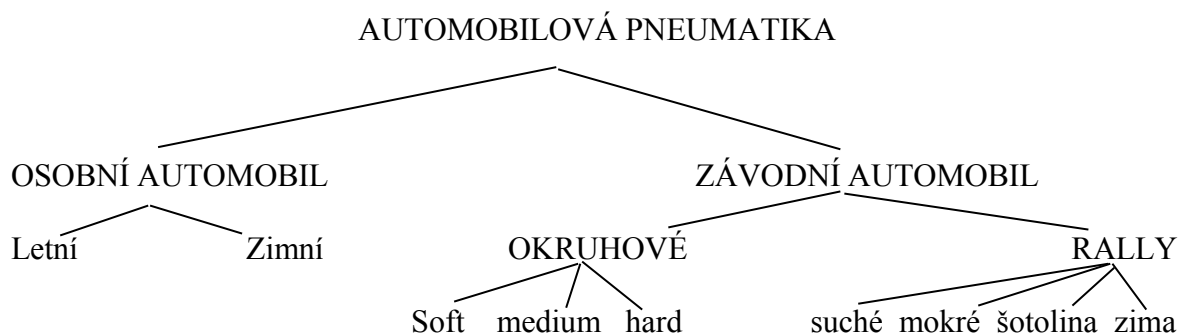 AUTOMOBILOVÁ PNEUMATIKA
OSOBNÍ AUTOMOBIL ZÁVODNÍ AUTOMOBIL
Letní Zimní OKRUHOVÉ RALLY
Soft medium hard suché mokré šotolina zima